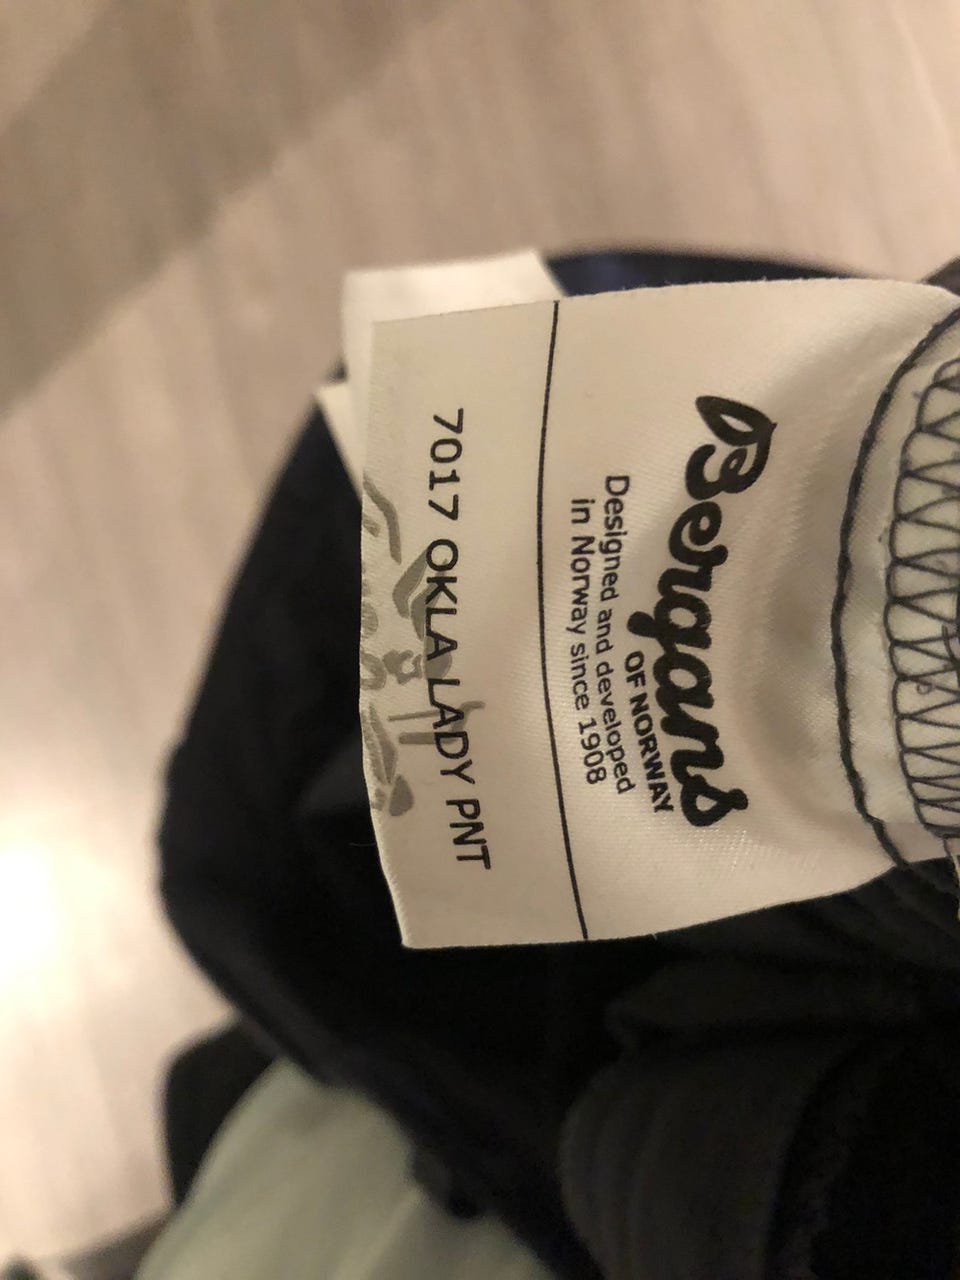 Bergans
OF NORWAY
Designed and developed
in Norway since 1908
7017 OKLA LADY PNT